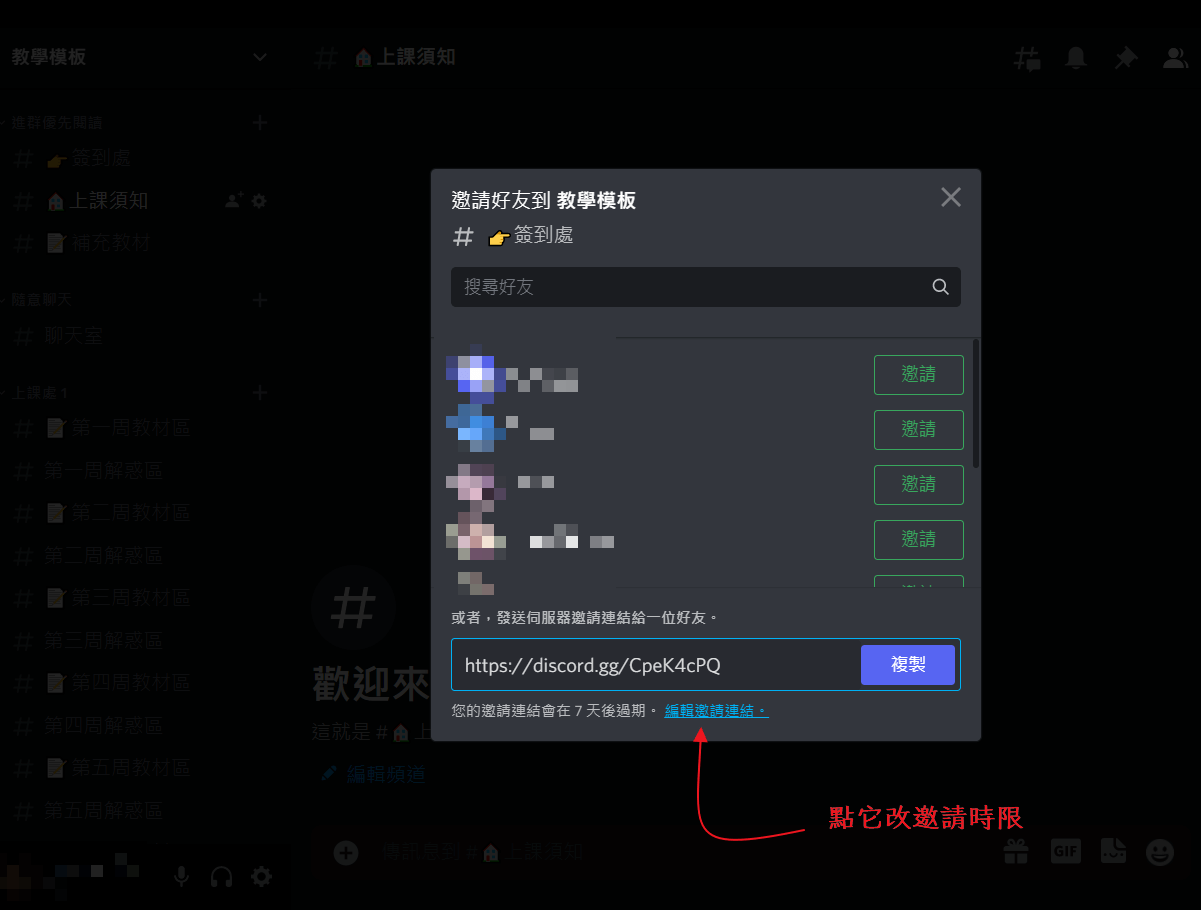 教學模板
上課須知
進群優先閱讀
簽到處
上課須知
補充教材
隨意聊天
聊天室
上課處 1
第一周教材區
第一周解惑區
第二周教材區
第二周解惑區
第三周教材區
第三周解惑區
第四周教材區
第四周解惑區
第五周教材區
第五周解惑區
邀請好友到 教學模板
# 簽到處
搜尋好友
邀請
邀請
邀請
邀請
或者，發送伺服器邀請連結給一位好友。
https://discord.gg/CpeK4cPQ 複製
您的邀請連結會在 7 天後過期。 編輯邀請連結。
歡迎來
這就是 # 上
編輯頻道
點它改邀請時限
傳訊息到 # 上課須知
GIF